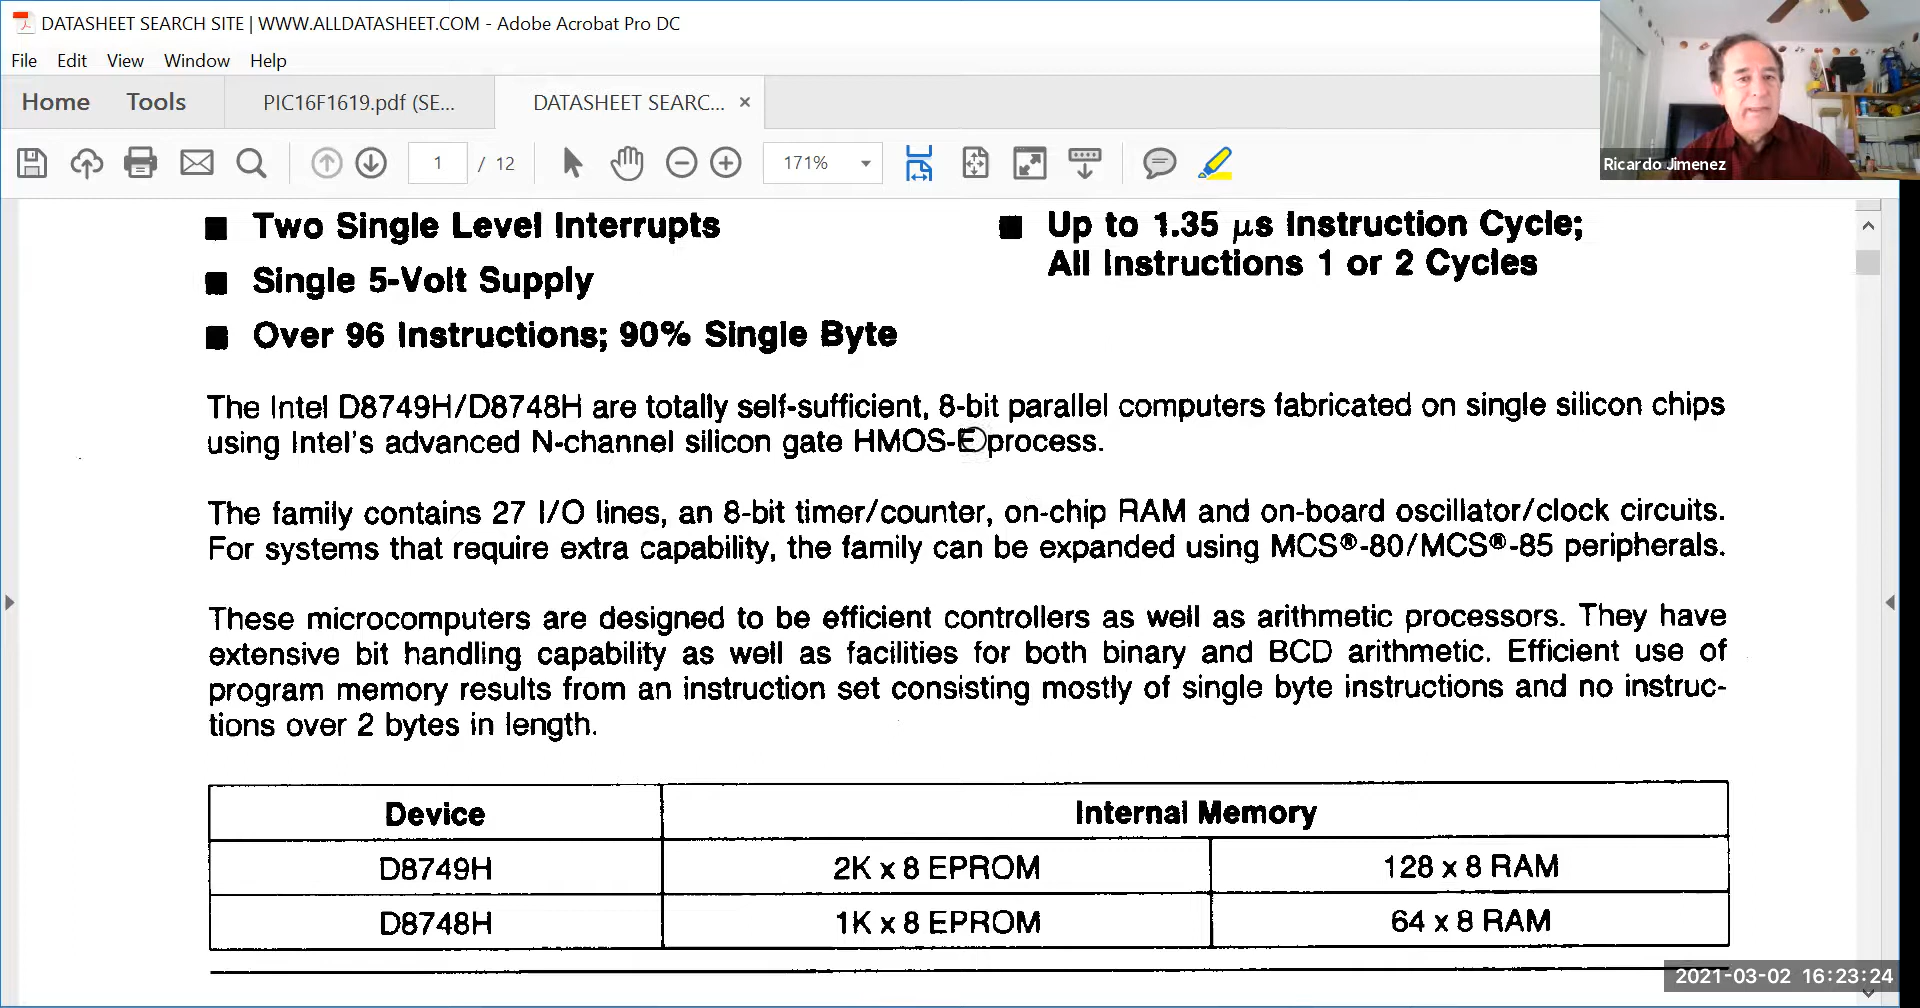 DATASHEET SEARCH SITE | WWW.ALLDATASHEET.COM - Adobe Acrobat Pro DC
File Edit View Window Help
Home Tools PIC16F1619.pdf (SE... DATASHEET SEARC... ×
1 / 12 171%
Ricardo Jimenez
■ Two Single Level Interrupts
■ Single 5-Volt Supply
■ Over 96 Instructions; 90% Single Byte
■ Up to 1.35 μs Instruction Cycle;
All Instructions 1 or 2 Cycles
The Intel D8749H/D8748H are totally self-sufficient, 8-bit parallel computers fabricated on single silicon chips
using Intel's advanced N-channel silicon gate HMOS-E process.
The family contains 27 I/O lines, an 8-bit timer/counter, on-chip RAM and on-board oscillator/clock circuits.
For systems that require extra capability, the family can be expanded using MCS®-80/MCS®-85 peripherals.
These microcomputers are designed to be efficient controllers as well as arithmetic processors. They have
extensive bit handling capability as well as facilities for both binary and BCD arithmetic. Efficient use of
program memory results from an instruction set consisting mostly of single byte instructions and no instruc-
tions over 2 bytes in length.
Device Internal Memory
D8749H 2K x 8 EPROM 128 x 8 RAM
D8748H 1K x 8 EPROM 64 x 8 RAM
2021-03-02 16:23:24